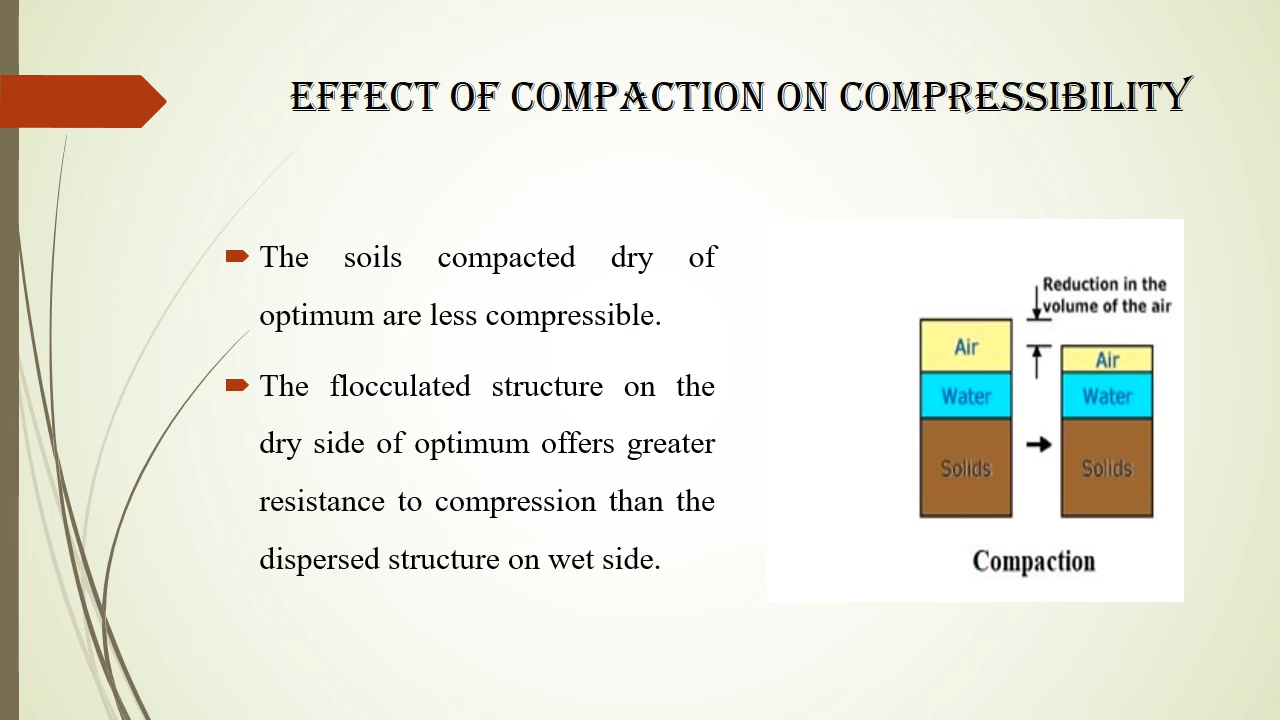 EFFECT OF COMPACTION ON COMPRESSIBILITY
The soils compacted dry of
optimum are less compressible.
The flocculated structure on the
dry side of optimum offers greater
resistance to compression than the
dispersed structure on wet side.
Reduction in the
volume of the air
Air
Air
Water
Water
Solids
Solids
Compaction